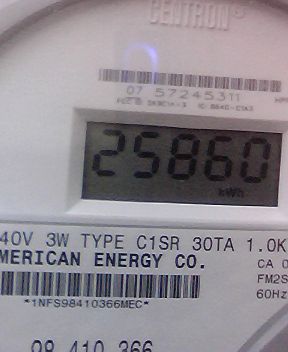 CENTRON®
07 57245311
25860
kWh
40V 3W TYPE C1SR 30TA 1.0K
MERICAN ENERGY CO.
CA 0
FM2S
60Hz
*1NFS98410366MEC*
98 410 366